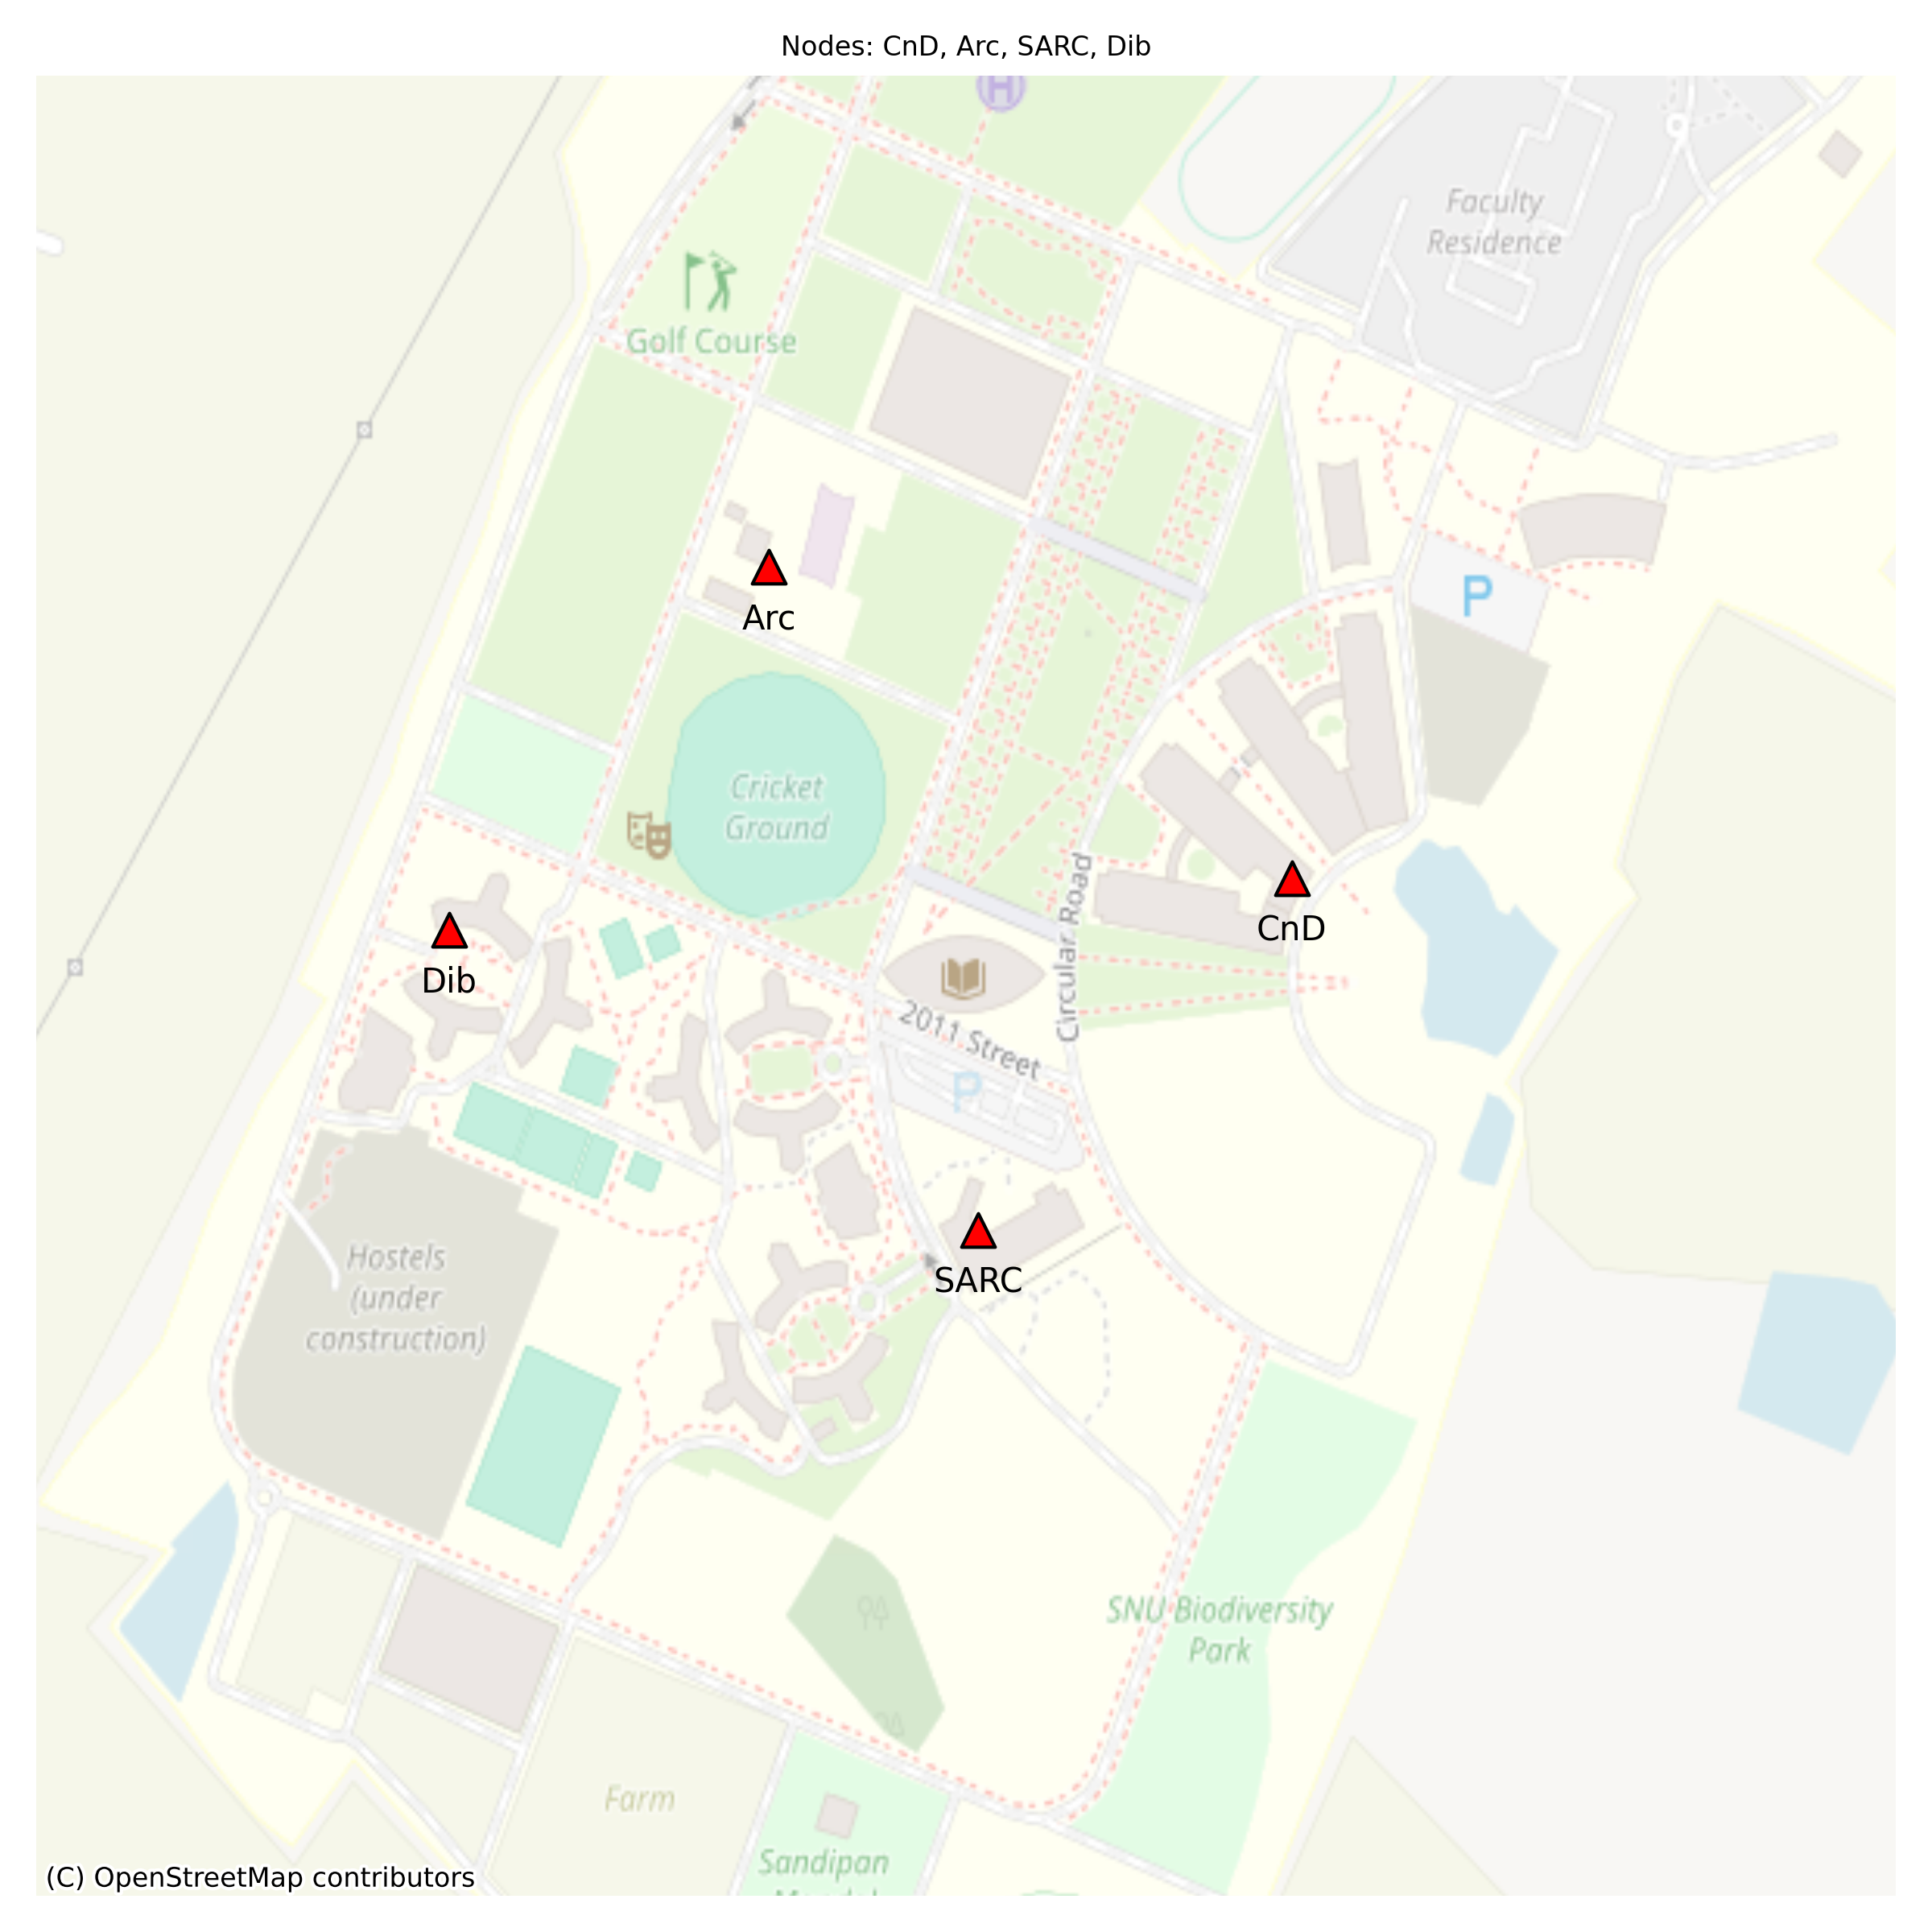 Nodes: CnD, Arc, SARC, Dib
H
Faculty
Residence
Golf Course
P
Arc
Cricket
Ground
Circular Road
CnD
Dib
2011 Street
P
SARC
Hostels
(under
construction)
SNU Biodiversity
Park
Farm
Sandipan
(C) OpenStreetMap contributors